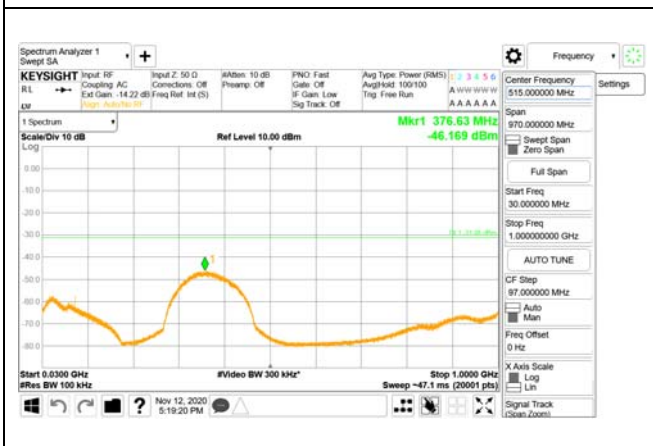 Spectrum Analyzer 1
Swept SA
+
Frequency
KEYSIGHT
RL
Input: RF
Coupling: AC
Ext Gain: -14.22 dB
Align: Auto/No RF
Input Z: 50 Ω
Corrections: Off
Freq Ref: Int (S)
#Atten: 10 dB
Preamp: Off
PNO: Fast
Gate: Off
IF Gain: Low
Sig Track: Off
Avg Type: Power (RMS)
Avg|Hold: 100/100
Trig: Free Run
1 2 3 4 5 6
A W W W W W
A A A A A A
1 Spectrum
Scale/Div 10 dB
Log
Ref Level 10.00 dBm
Mkr1 376.63 MHz
-46.169 dBm
0.00
-10.0
-20.0
-30.0
-40.0
-50.0
-60.0
-70.0
-80.0
1
Start 0.0300 GHz
#Res BW 100 kHz
#Video BW 300 kHz*
Stop 1.0000 GHz
Sweep ~47.1 ms (20001 pts)
?
Nov 12, 2020
5:19:20 PM
Center Frequency
515.000000 MHz
Settings
Span
970.000000 MHz
Swept Span
Zero Span
Full Span
Start Freq
30.000000 MHz
Stop Freq
1.000000000 GHz
AUTO TUNE
CF Step
97.000000 MHz
Auto
Man
Freq Offset
0 Hz
X Axis Scale
Log
Lin
Signal Track
(Span Zoom)